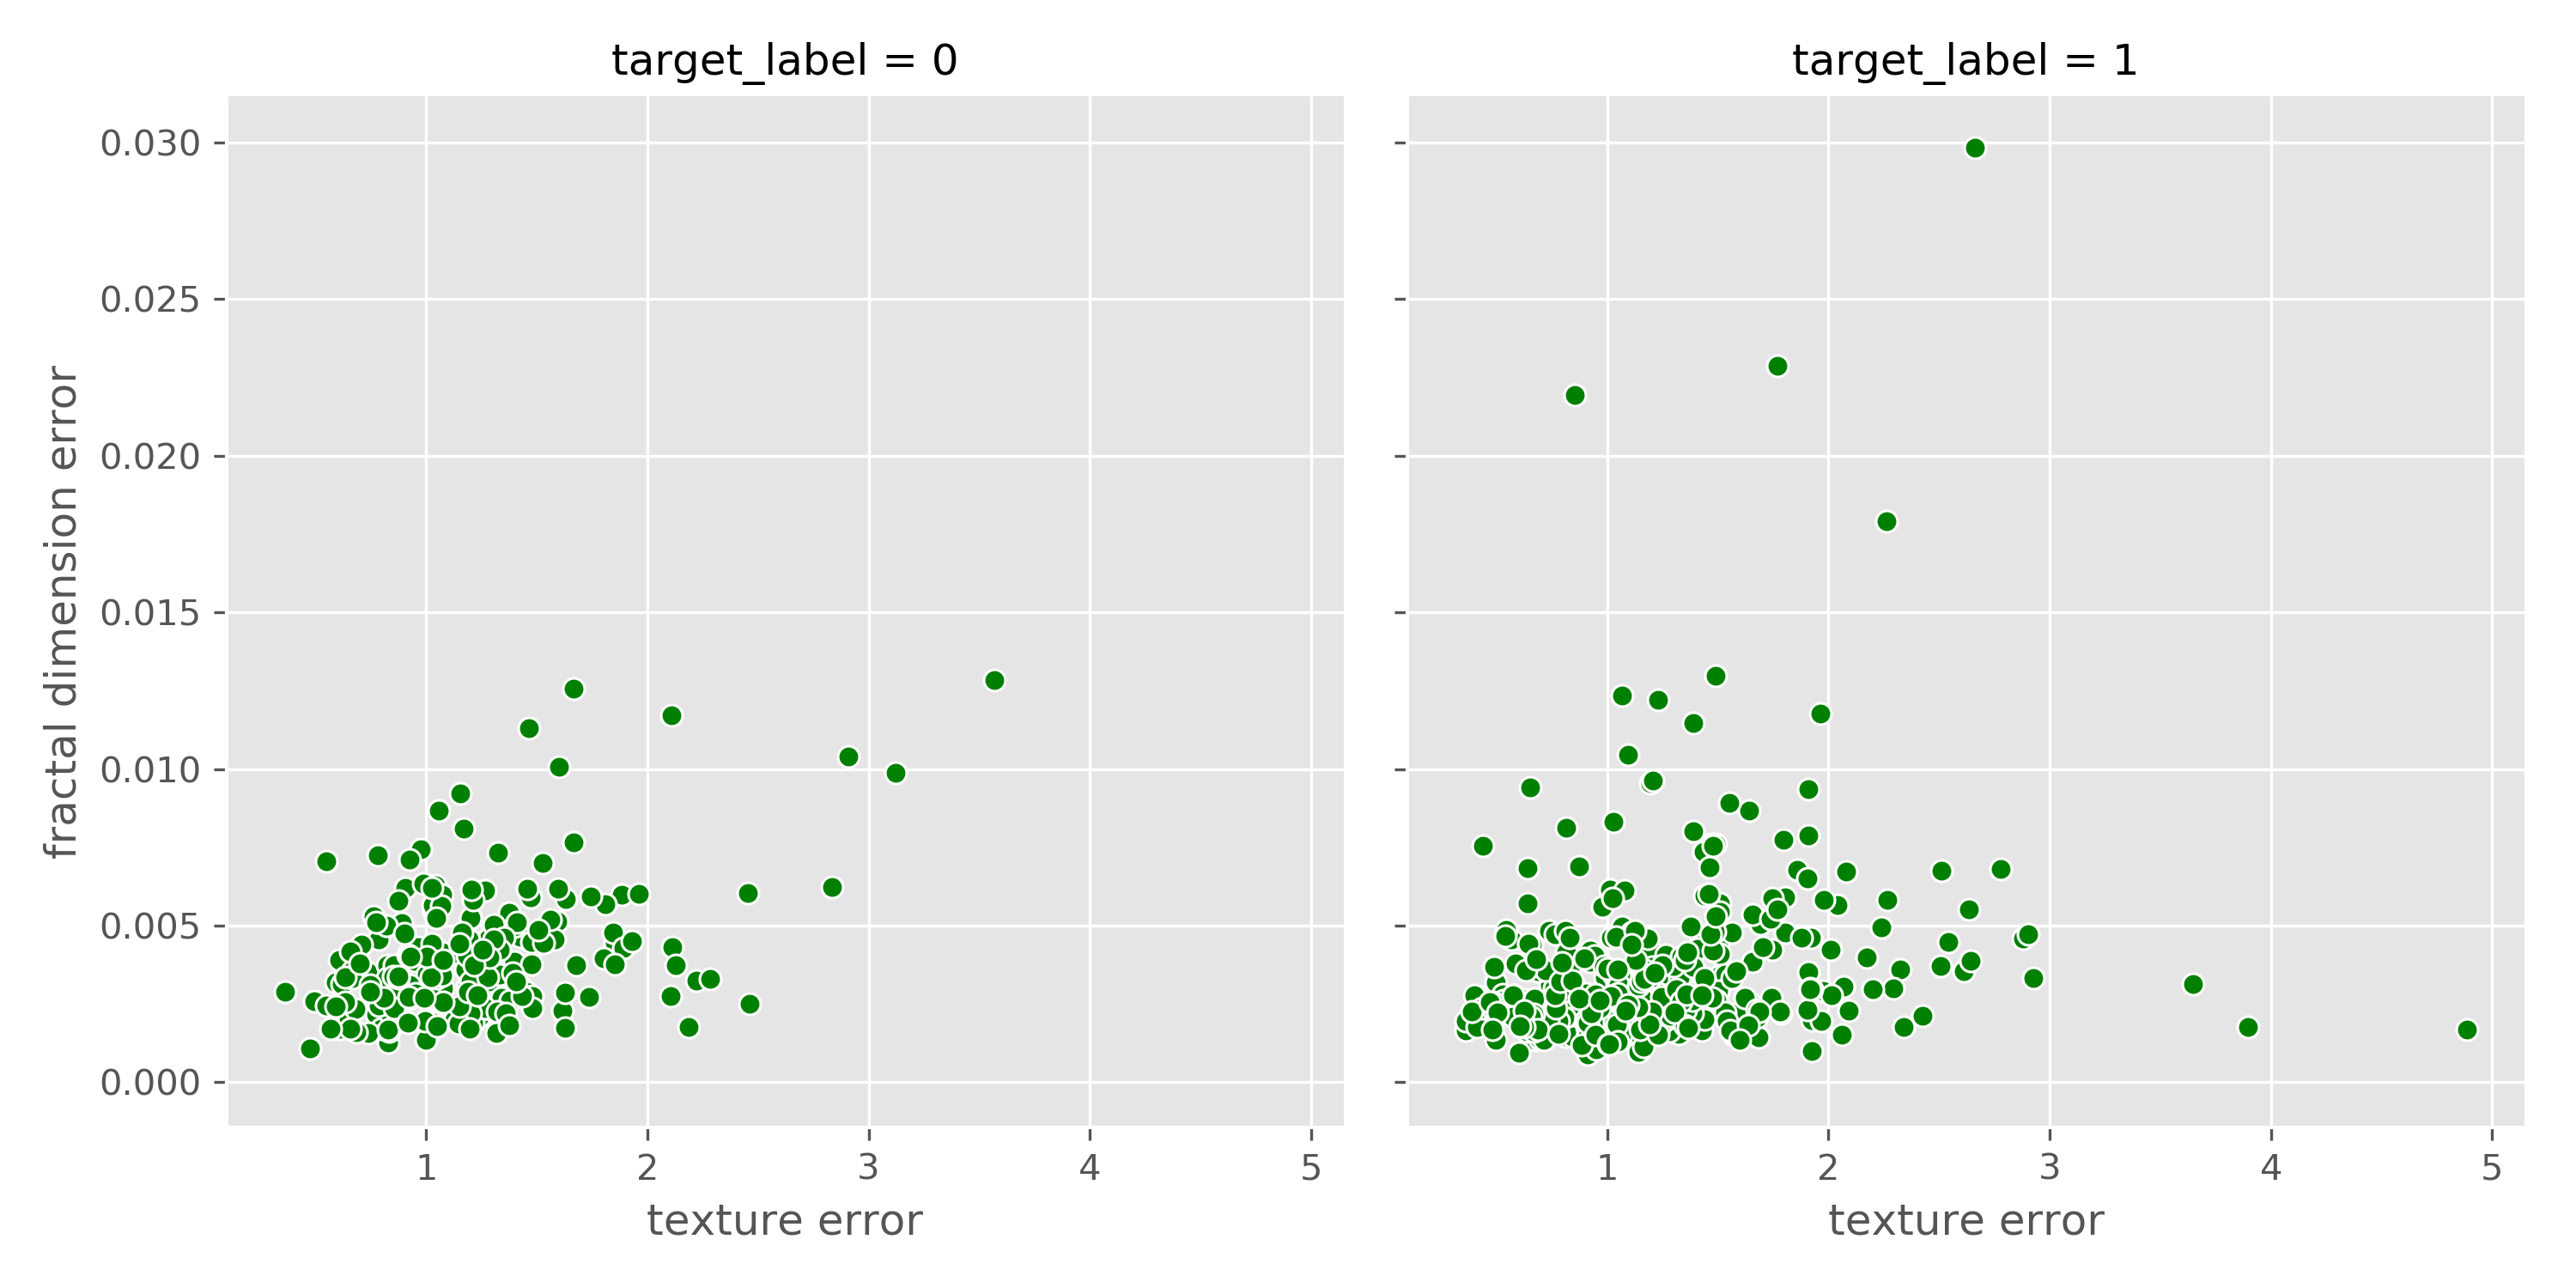 target_label = 0
target_label = 1
0.030
0.025
0.020
0.015
0.010
0.005
0.000
fractal dimension error
1 2 3 4 5
1 2 3 4 5
texture error
texture error